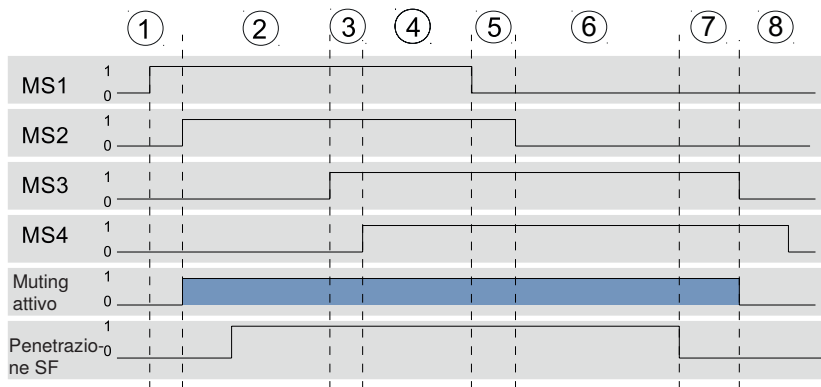 1 2 3 4 5 6 7 8
MS1 1 0
MS2 1 0
MS3 1 0
MS4 1 0
Muting attivo 1 0
Penetrazio-
ne SF 1 0